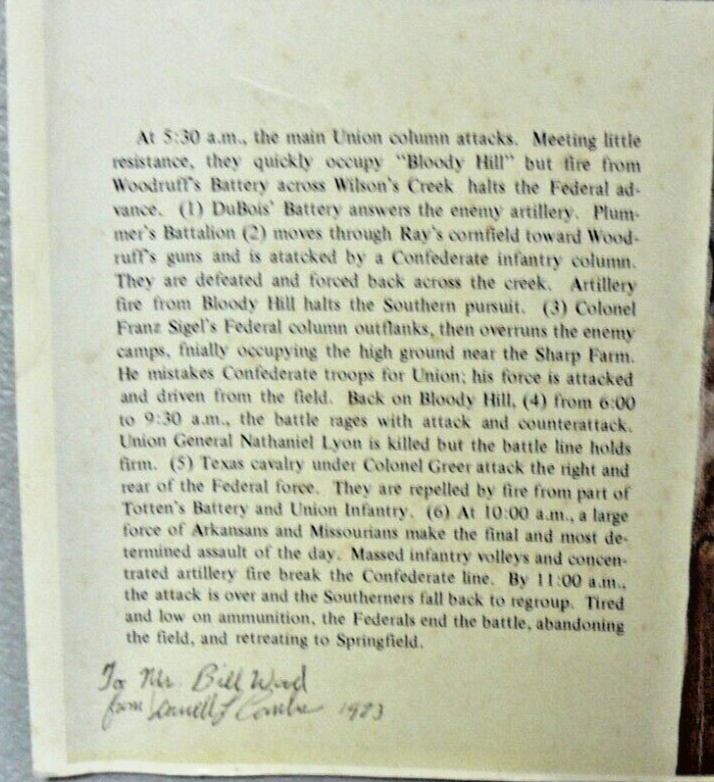 At 5:30 a.m., the main Union column attacks. Meeting little
resistance, they quickly occupy "Bloody Hill" but fire from
Woodruff's Battery across Wilson's Creek halts the Federal ad-
vance. (1) DuBois' Battery answers the enemy artillery. Plum-
mer's Battalion (2) moves through Ray's cornfield toward Wood-
ruff's guns and is atatcked by a Confederate infantry column.
They are defeated and forced back across the creek. Artillery
fire from Bloody Hill halts the Southern pursuit. (3) Colonel
Franz Sigel's Federal column outflanks, then overruns the enemy
camps, fnially occupying the high ground near the Sharp Farm.
He mistakes Confederate troops for Union; his force is attacked
and driven from the field. Back on Bloody Hill, (4) from 6:00
to 9:30 a.m., the battle rages with attack and counterattack.
Union General Nathaniel Lyon is killed but the battle line holds
firm. (5) Texas cavalry under Colonel Greer attack the right and
rear of the Federal force. They are repelled by fire from part of
Totten's Battery and Union Infantry. (6) At 10:00 a.m., a large
force of Arkansans and Missourians make the final and most de-
termined assault of the day. Massed infantry volleys and concen-
trated artillery fire break the Confederate line. By 11:00 a.m.,
the attack is over and the Southerners fall back to regroup. Tired
and low on ammunition, the Federals end the battle, abandoning
the field, and retreating to Springfield.
To Mr. Bill Wood
from L Combs 1983